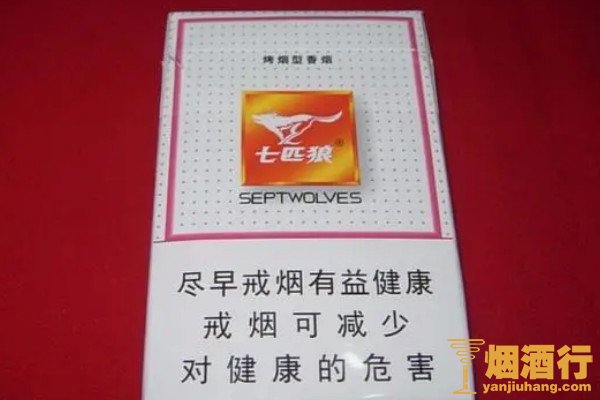 烤烟型香烟
七匹狼®
SEPTWOLVES
尽早戒烟有益健康
戒烟可减少
对健康的危害
烟酒行
yanjiuhang.com